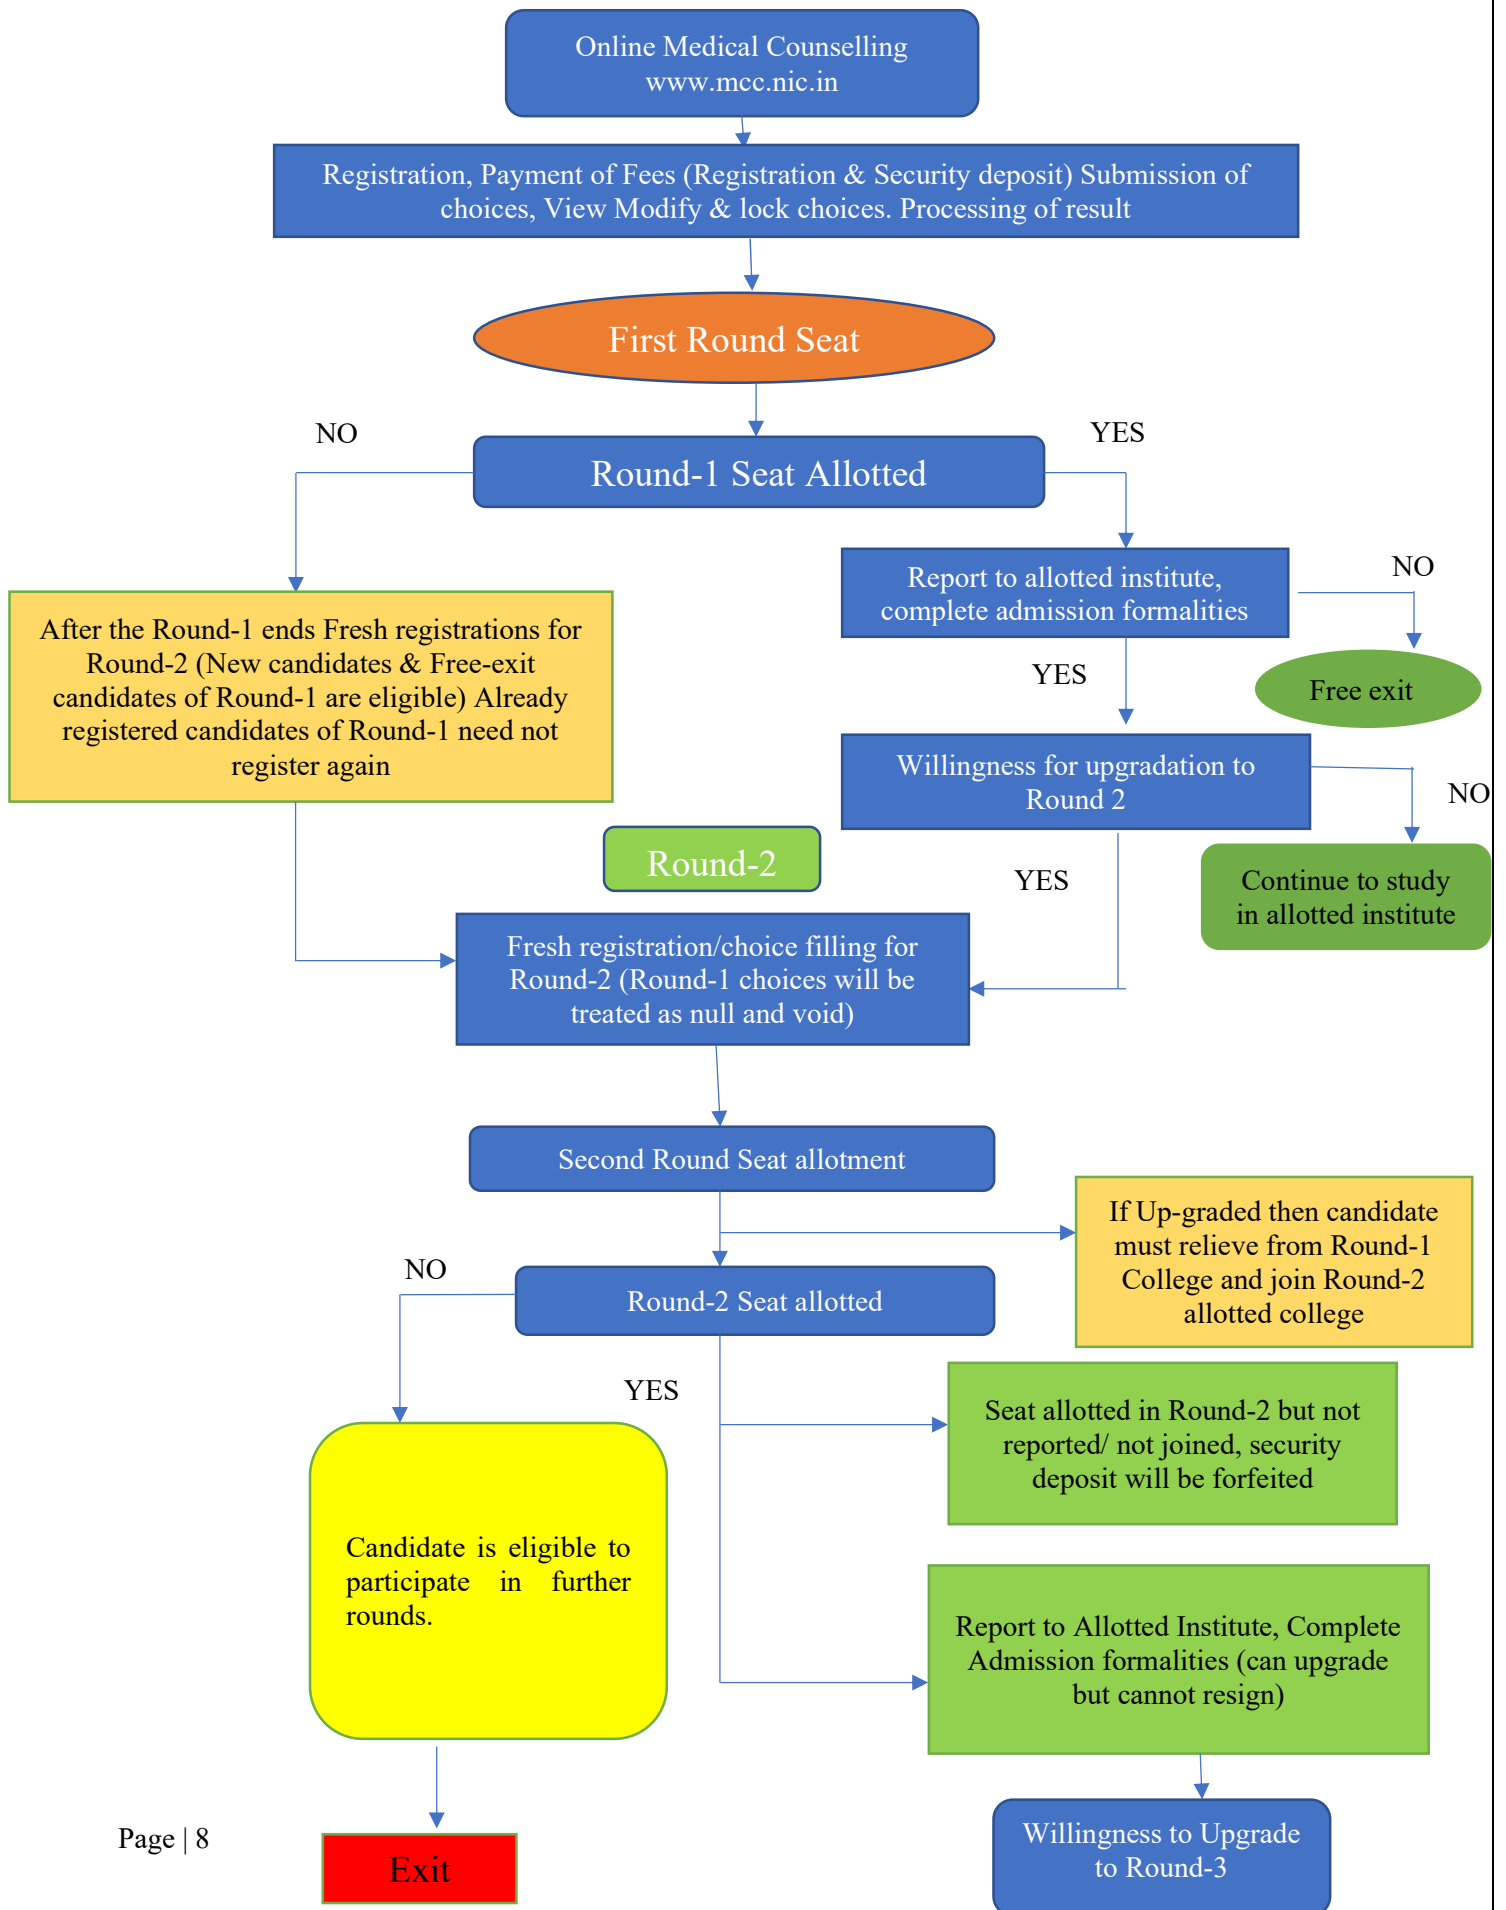 Online Medical Counselling
www.mcc.nic.in
Registration, Payment of Fees (Registration & Security deposit) Submission of
choices, View Modify & lock choices. Processing of result
First Round Seat
NO
YES
Round-1 Seat Allotted
Report to allotted institute,
complete admission formalities
NO
After the Round-1 ends Fresh registrations for
Round-2 (New candidates & Free-exit
candidates of Round-1 are eligible) Already
registered candidates of Round-1 need not
register again
YES
Free exit
Willingness for upgradation to
Round 2
NO
Round-2
YES
Continue to study
in allotted institute
Fresh registration/choice filling for
Round-2 (Round-1 choices will be
treated as null and void)
Second Round Seat allotment
If Up-graded then candidate
must relieve from Round-1
College and join Round-2
allotted college
NO
Round-2 Seat allotted
YES
Seat allotted in Round-2 but not
reported/ not joined, security
deposit will be forfeited
Candidate is eligible to
participate in further
rounds.
Report to Allotted Institute, Complete
Admission formalities (can upgrade
but cannot resign)
Willingness to Upgrade
to Round-3
Page | 8
Exit